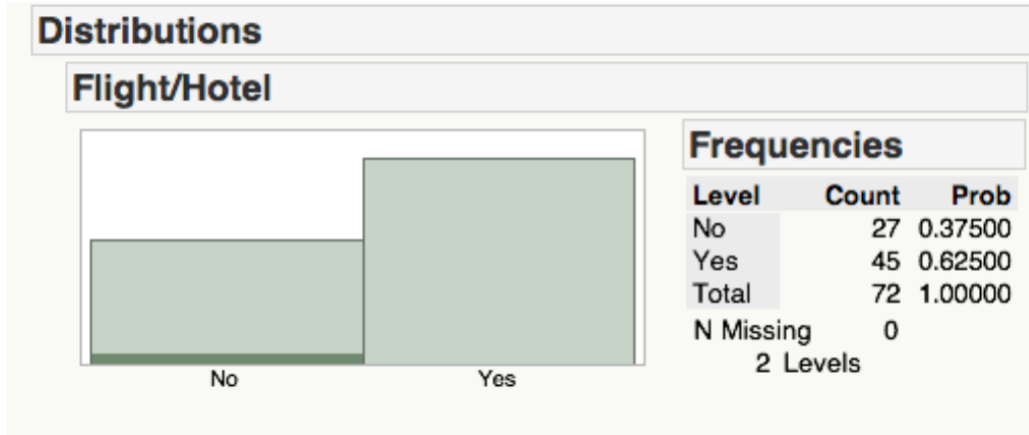 Distributions
Flight/Hotel
No Yes
Frequencies
Level Count Prob
No 27 0.37500
Yes 45 0.62500
Total 72 1.00000
N Missing 0
2 Levels